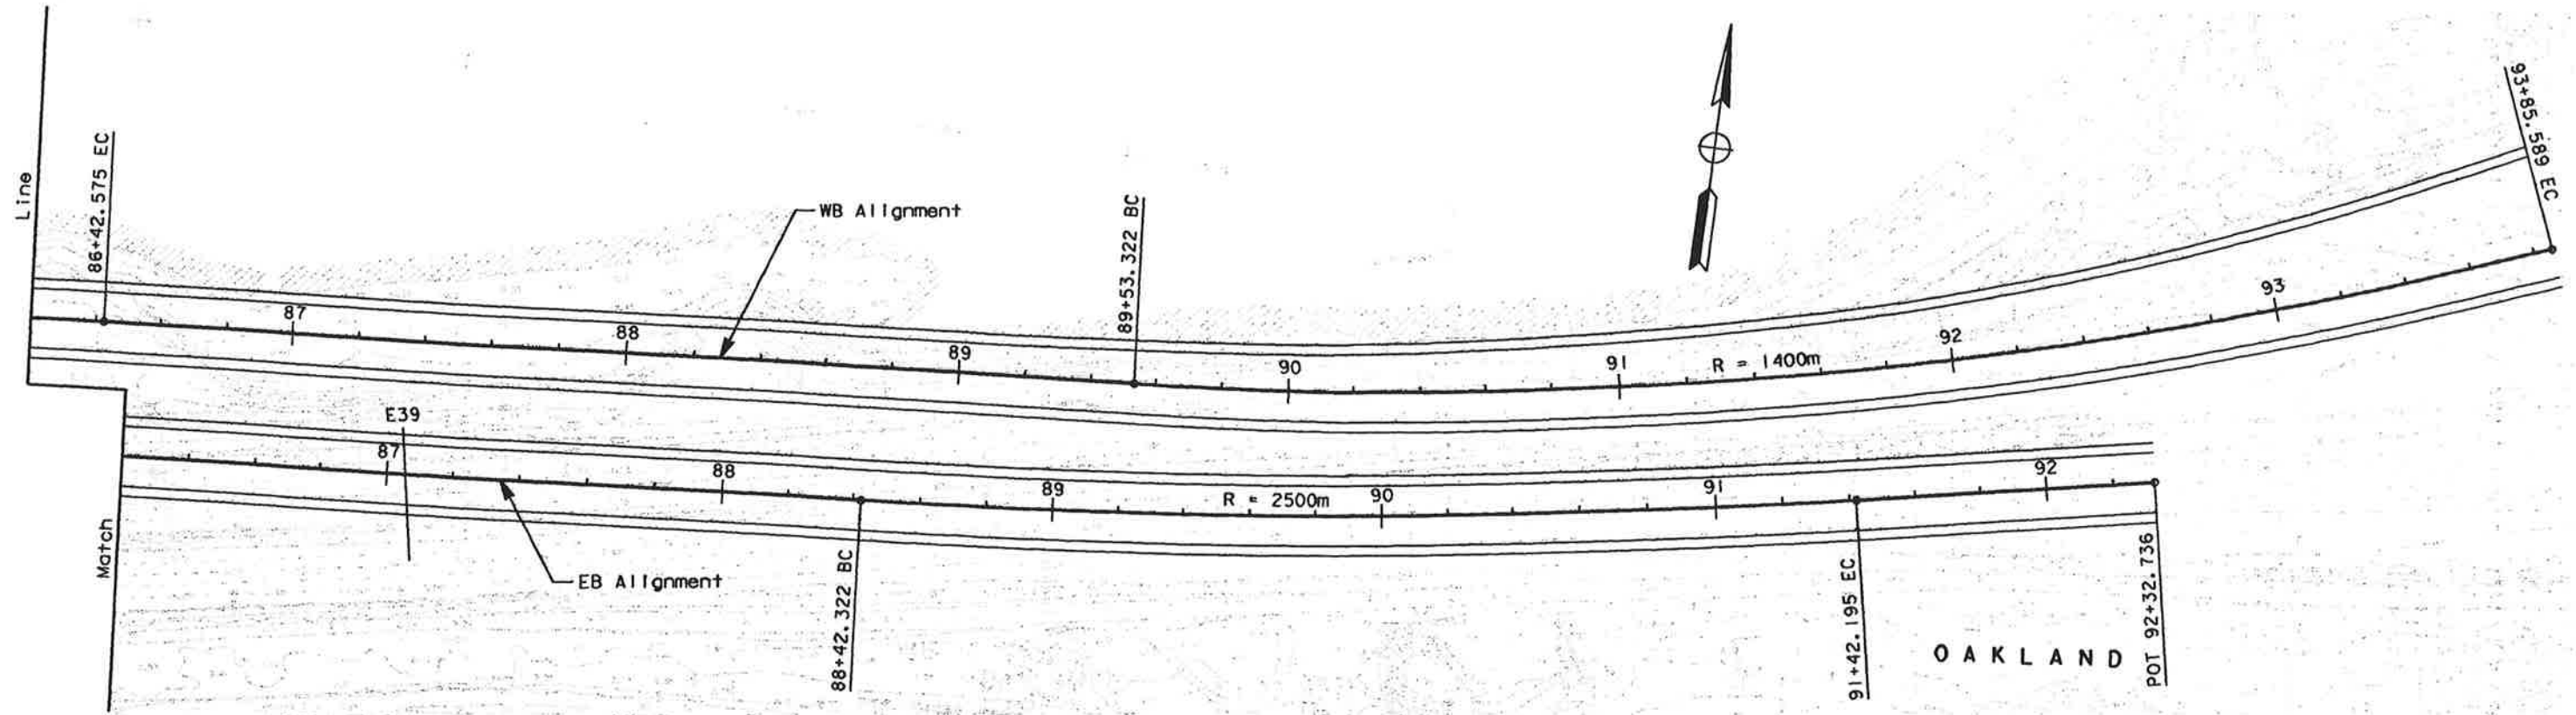 Line
86+42.575 EC
WB Alignment
89+53.322 BC
93+85.589 EC
87
88
89
90
91
R = 1400m
92
93
E39
87
88
89
R = 2500m
90
91
92
Match
EB Alignment
88+42.322 BC
91+42.195 EC
OAKLAND
POT 92+32.736